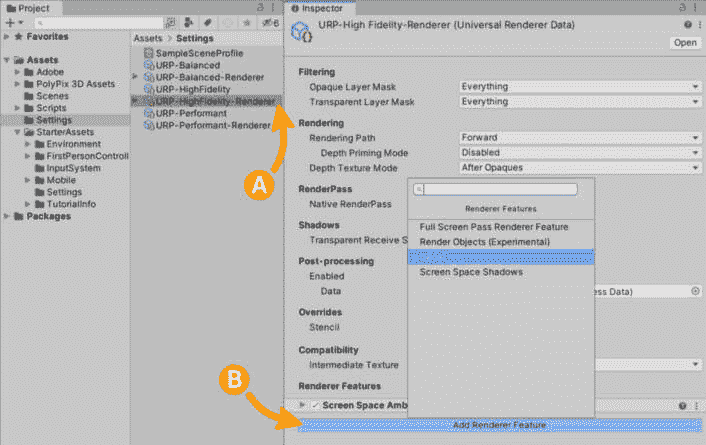 Project
Inspector
6
Favorites
Assets
Adobe
PolyPix 3D Assets
Scenes
Scripts
Settings
StarterAssets
Environment
FirstPersonControll
InputSystem
Mobile
Settings
TutorialInfo
Packages
Assets > Settings
SampleSceneProfile
URP-Balanced
URP-Balanced-Renderer
URP-HighFidelity
URP-HighFidelity-Renderer
URP-Performant
URP-Performant-Renderer
A
B
URP-High Fidelity-Renderer (Universal Renderer Data)
Open
Filtering
Opaque Layer Mask Everything
Transparent Layer Mask Everything
Rendering
Rendering Path Forward
Depth Priming Mode Disabled
Depth Texture Mode After Opaques
RenderPass
Native RenderPass
Shadows
Transparent Receive S
Post-processing
Enabled
Data ess Data)
Overrides
Stencil
Compatibility
Intermediate Texture
Renderer Features
Screen Space Amb
Add Renderer Feature
Renderer Features
Full Screen Pass Renderer Feature
Render Objects (Experimental)
Screen Space Shadows